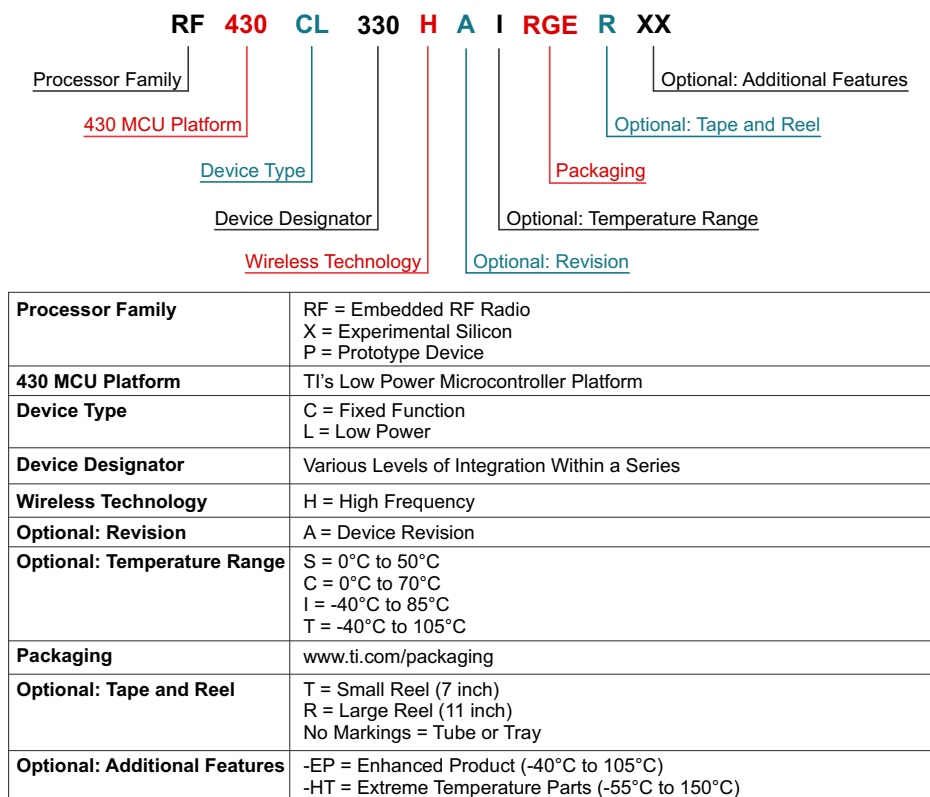 RF 430 CL 330 H A I RGE R XX
Processor Family
Optional: Additional Features
430 MCU Platform
Optional: Tape and Reel
Device Type
Packaging
Device Designator
Optional: Temperature Range
Wireless Technology
Optional: Revision
Processor Family RF = Embedded RF Radio
X = Experimental Silicon
P = Prototype Device
430 MCU Platform TI's Low Power Microcontroller Platform
Device Type C = Fixed Function
L = Low Power
Device Designator Various Levels of Integration Within a Series
Wireless Technology H = High Frequency
Optional: Revision A = Device Revision
Optional: Temperature Range S = 0°C to 50°C
C = 0°C to 70°C
I = -40°C to 85°C
T = -40°C to 105°C
Packaging www.ti.com/packaging
Optional: Tape and Reel T = Small Reel (7 inch)
R = Large Reel (11 inch)
No Markings = Tube or Tray
Optional: Additional Features -EP = Enhanced Product (-40°C to 105°C)
-HT = Extreme Temperature Parts (-55°C to 150°C)